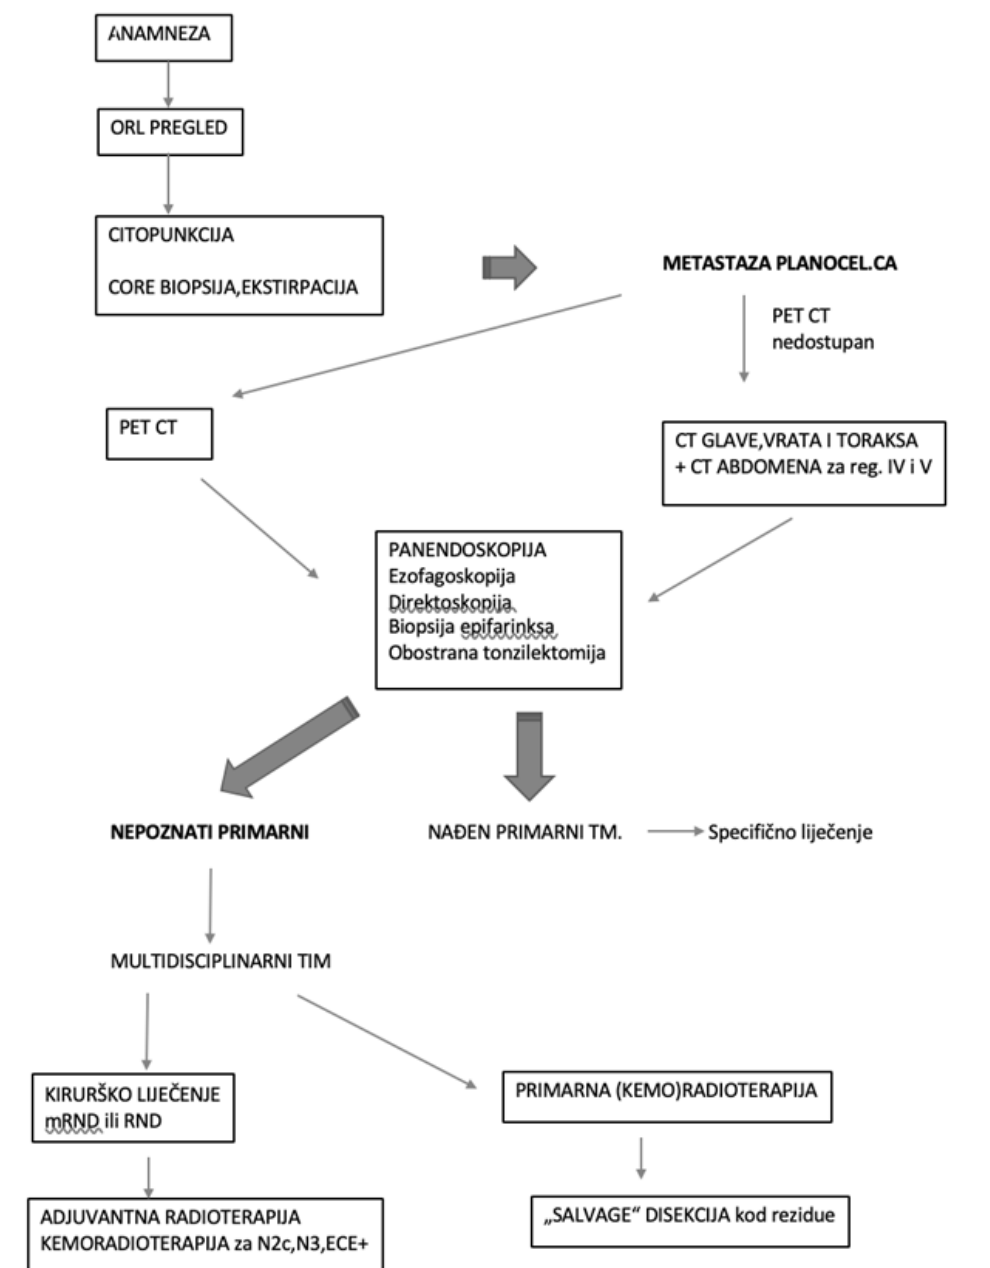 ANAMNEZA
ORL PREGLED
CITOPUNKCIJA
CORE BIOPSIJA,EKSTIRPACIJA
METASTAZA PLANOCEL.CA
PET CT
nedostupan
PET CT
CT GLAVE,VRATA I TORAKSA
+ CT ABDOMENA za reg. IV i V
PANENDOSKOPIJA
Ezofagoskopija
Direktoskopija
Biopsija epifarinksa
Obostrana tonzilektomija
NEPOZNATI PRIMARNI
NAĐEN PRIMARNI TM.
Specifično liječenje
MULTIDISCIPLINARNI TIM
KIRURŠKO LIJEČENJE
mRND ili RND
PRIMARNA (KEMO)RADIOTERAPIJA
ADJUVANTNA RADIOTERAPIJA
KEMORADIOTERAPIJA za N2c,N3,ECE+
„SALVAGE“ DISEKCIJA kod rezidue